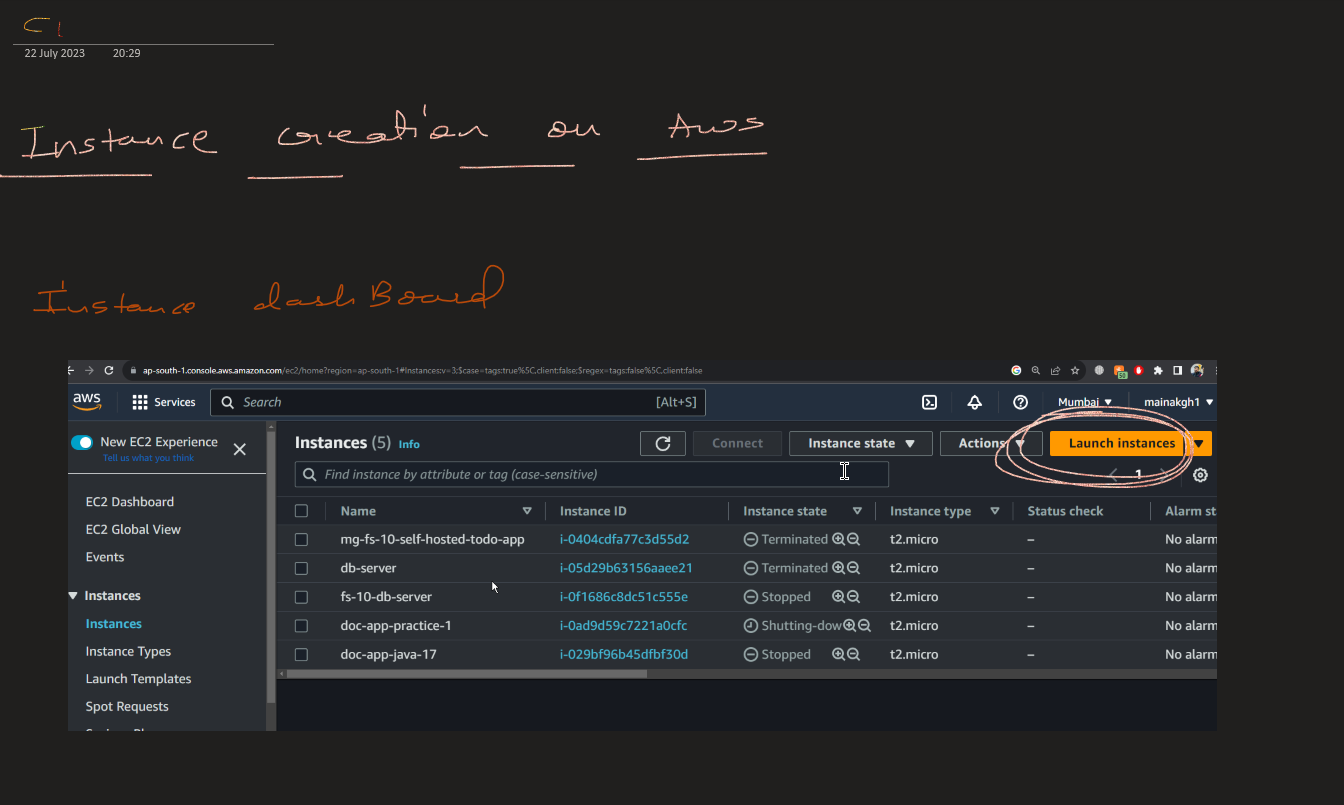 C1
22 July 2023 20:29
Instance creation on Aws
Instance dashBoard
ap-south-1.console.aws.amazon.com/ec2/home?region=ap-south-1#Instances:v=3;$case=tags:true%5C,client:false;$regex=tags:false%5C,client:false
aws Services Search [Alt+S] Mumbai mainakgh1
New EC2 Experience
Tell us what you think
Instances (5) Info Connect Instance state Actions Launch instances
Find instance by attribute or tag (case-sensitive) 1
EC2 Dashboard
EC2 Global View
Events
Instances
Instances
Instance Types
Launch Templates
Spot Requests
Name Instance ID Instance state Instance type Status check Alarm st
mg-fs-10-self-hosted-todo-app i-0404cdfa77c3d55d2 Terminated t2.micro – No alarm
db-server i-05d29b63156aaee21 Terminated t2.micro – No alarm
fs-10-db-server i-0f1686c8dc51c555e Stopped t2.micro – No alarm
doc-app-practice-1 i-0ad9d59c7221a0cfc Shutting-dow t2.micro – No alarm
doc-app-java-17 i-029bf96b45dfbf30d Stopped t2.micro – No alarm